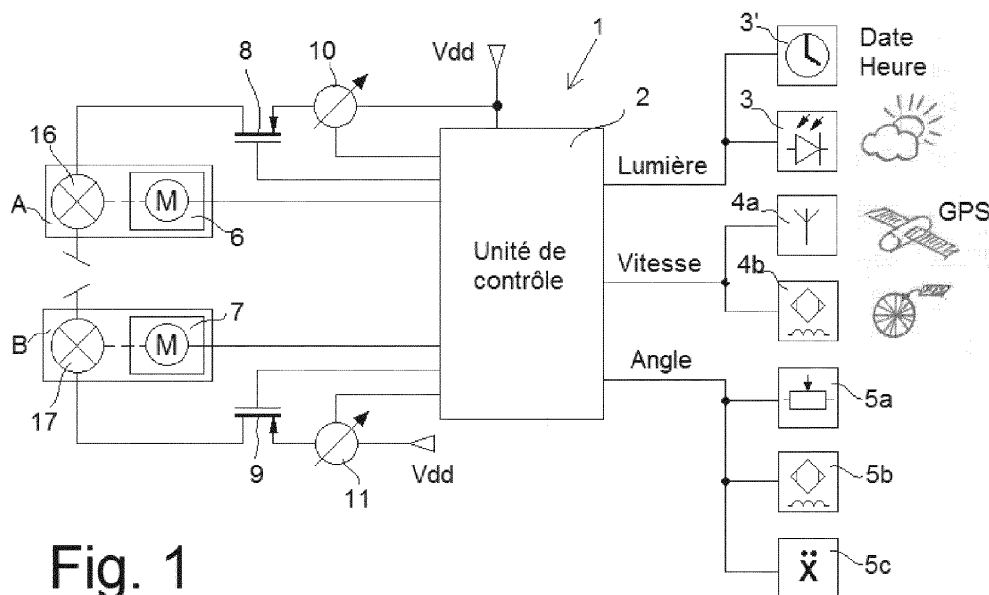 1
3'
Date
Heure
8
10
Vdd
2
3
16
Lumière
A
M
6
4a
GPS
Unité de
contrôle
Vitesse
4b
7
B
M
Angle
17
5a
9
11
Vdd
5b
Fig. 1
ẍ
5c